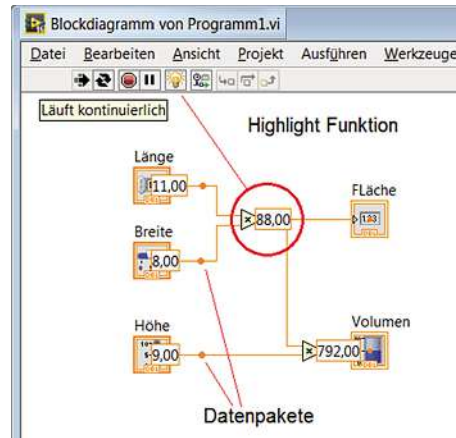 Blockdiagramm von Programm1.vi
Datei Bearbeiten Ansicht Projekt Ausführen Werkzeuge
Läuft kontinuierlich
Highlight Funktion
Länge
11,00
88,00
FLäche
123
Breite
8,00
Höhe
9,00
Volumen
792,00
Datenpakete